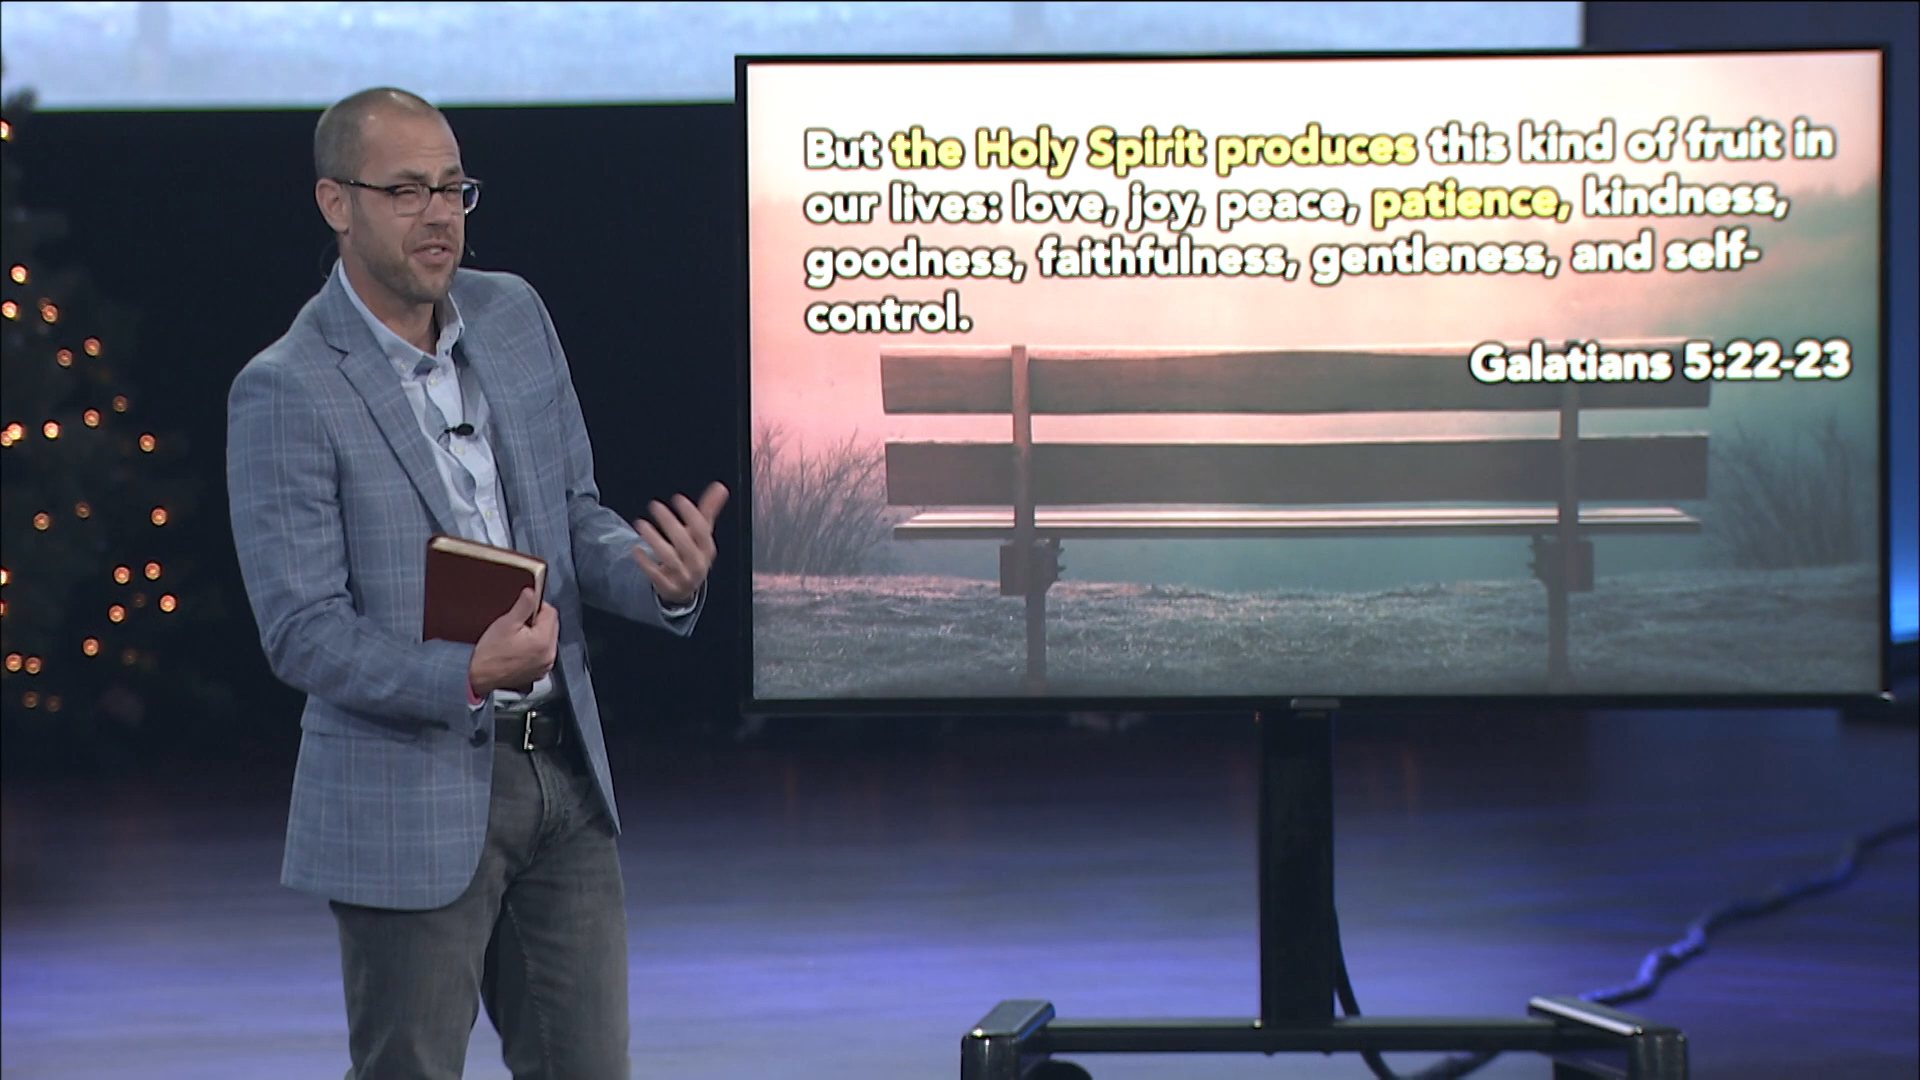 But the Holy Spirit produces this kind of fruit in
our lives: love, joy, peace, patience, kindness,
goodness, faithfulness, gentleness, and self-
control.
Galatians 5:22-23